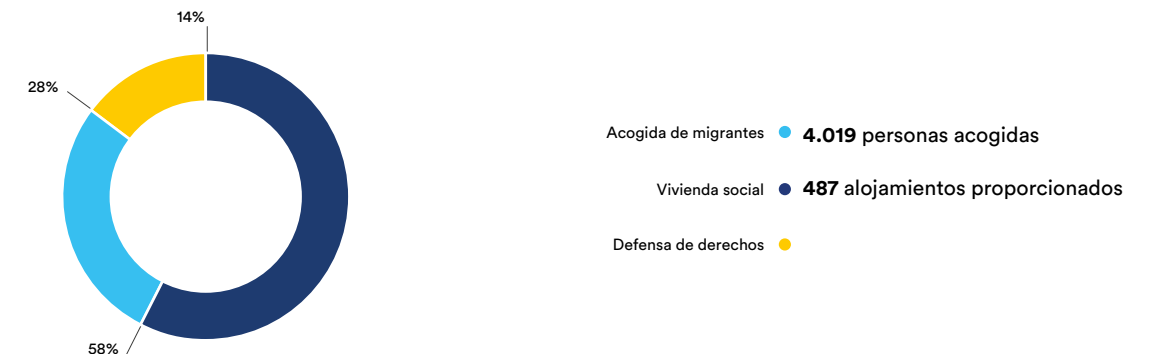 14%
28%
58%
Acogida de migrantes 4.019 personas acogidas
Vivienda social 487 alojamientos proporcionados
Defensa de derechos